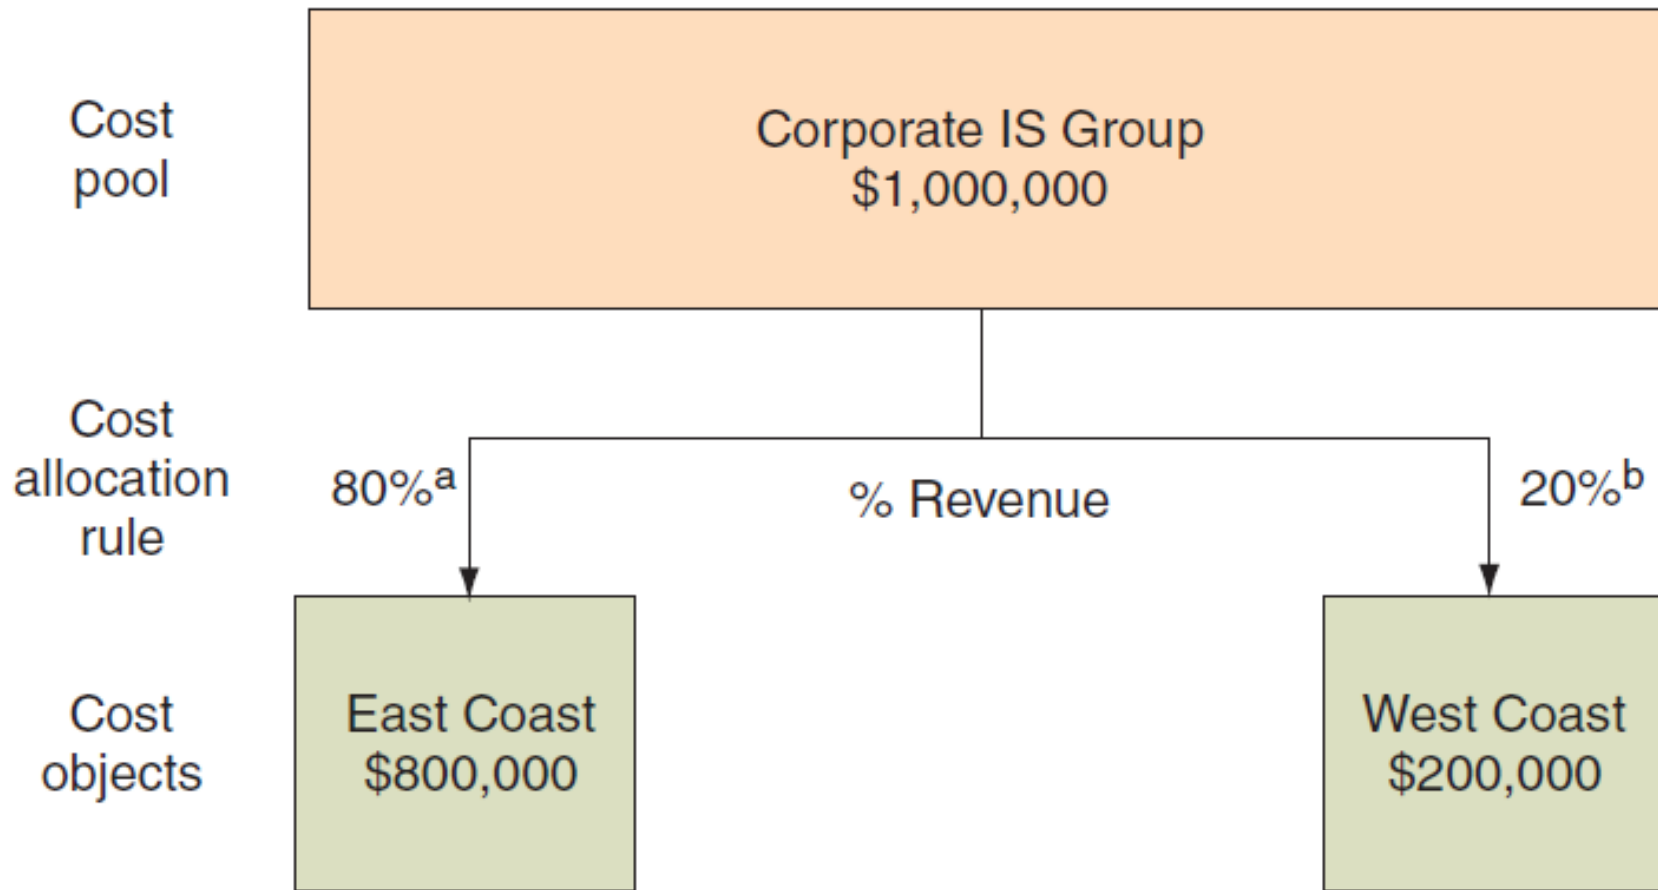 Cost
pool
Corporate IS Group
$1,000,000
Cost
allocation
rule
80%a
% Revenue
20%b
Cost
objects
East Coast
$800,000
West Coast
$200,000